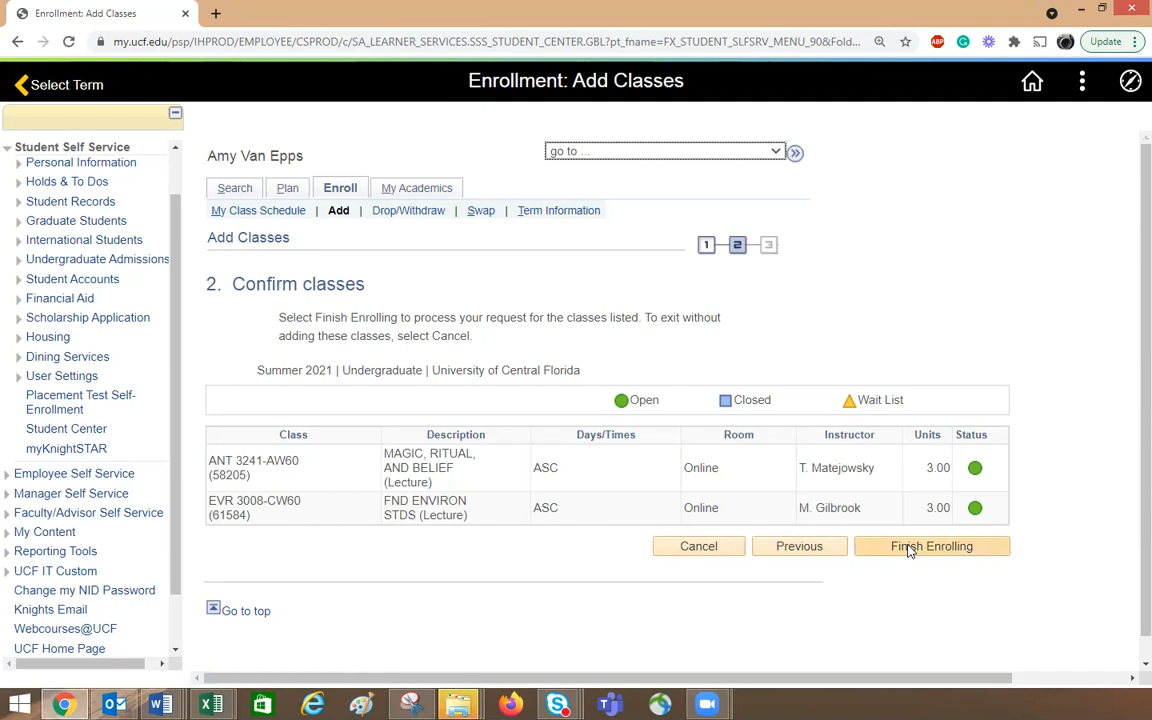 Enrollment: Add Classes
my.ucf.edu/psp/IHPROD/EMPLOYEE/CSPROD/c/SA_LEARNER_SERVICES.SSS_STUDENT_CENTER.GBL?pt_fname=FX_STUDENT_SLFSRV_MENU_90&Fold...
ABP
Update
Select Term
Enrollment: Add Classes
Student Self Service
Personal Information
Holds & To Dos
Student Records
Graduate Students
International Students
Undergraduate Admissions
Student Accounts
Financial Aid
Scholarship Application
Housing
Dining Services
User Settings
Placement Test Self-
Enrollment
Student Center
myKnightSTAR
Employee Self Service
Manager Self Service
Faculty/Advisor Self Service
My Content
Reporting Tools
UCF IT Custom
Change my NID Password
Knights Email
Webcourses@UCF
UCF Home Page
Amy Van Epps
go to ...
Search Plan Enroll My Academics
My Class Schedule | Add | Drop/Withdraw | Swap | Term Information
Add Classes
1 2 3
2. Confirm classes
Select Finish Enrolling to process your request for the classes listed. To exit without
adding these classes, select Cancel.
Summer 2021 | Undergraduate | University of Central Florida
Open Closed Wait List
Class Description Days/Times Room Instructor Units Status
ANT 3241-AW60
(58205)
MAGIC, RITUAL,
AND BELIEF
(Lecture)
ASC Online T. Matejowsky 3.00
EVR 3008-CW60
(61584)
FND ENVIRON
STDS (Lecture)
ASC Online M. Gilbrook 3.00
Cancel Previous Finish Enrolling
Go to top